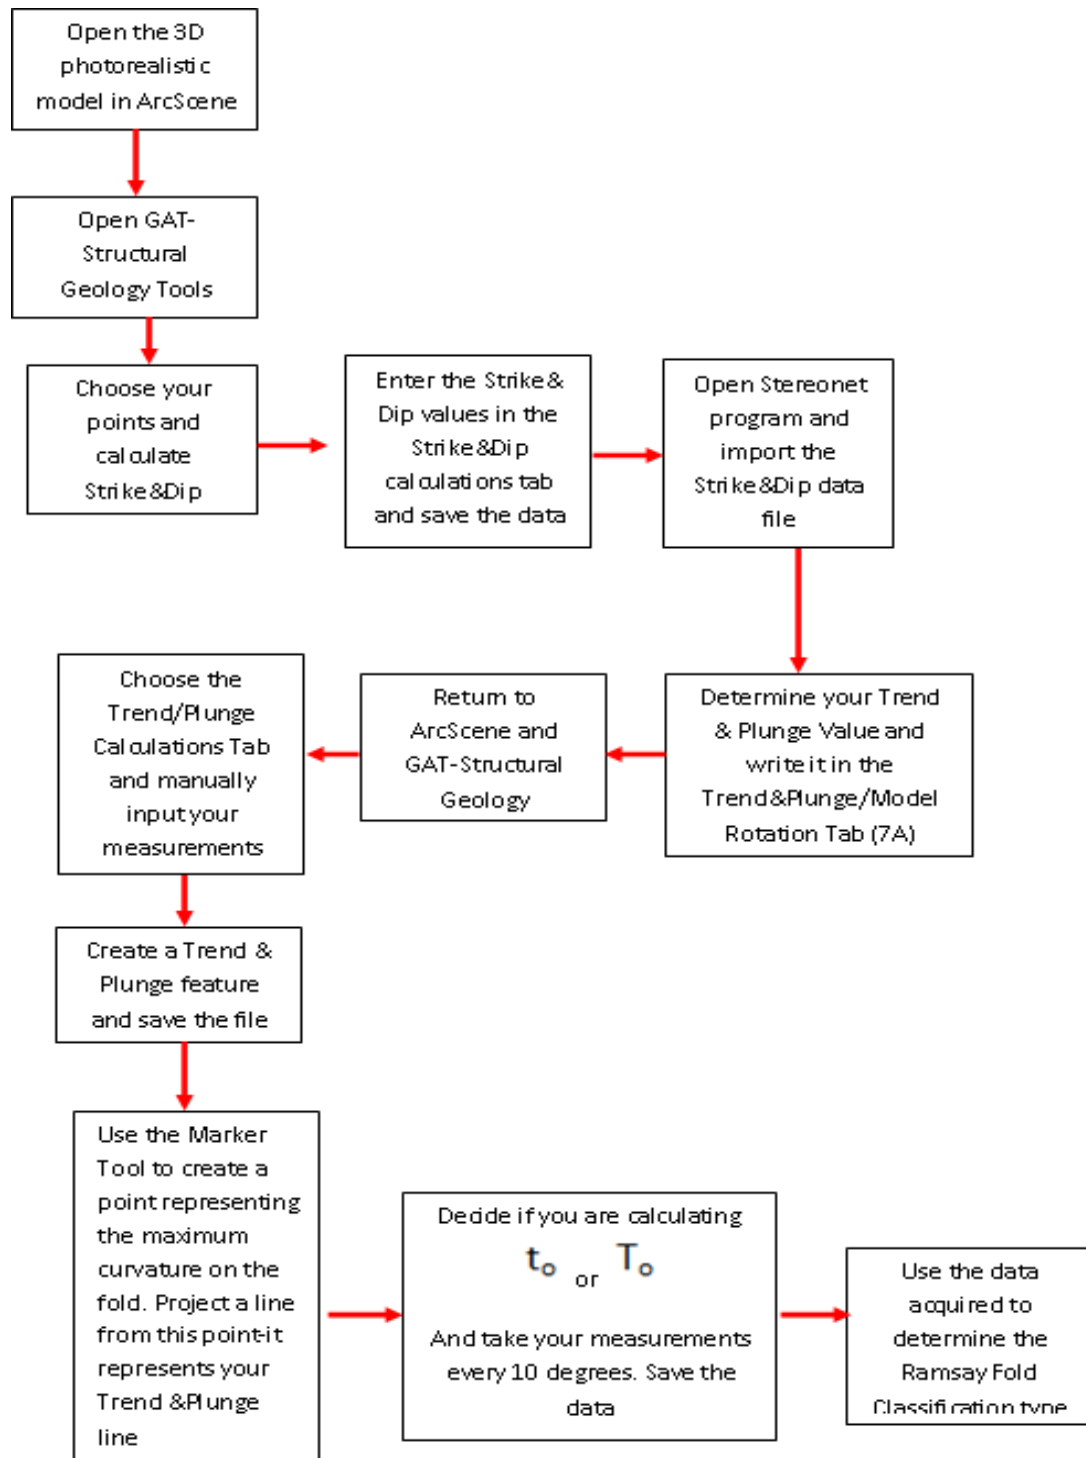 Open the 3D
photorealistic
model in ArcScene
Open GAT-
Structural
Geology Tools
Choose your
points and
calculate
Strike&Dip
Enter the Strike&
Dip values in the
Strike&Dip
calculations tab
and save the data
Open Stereonet
program and
import the
Strike&Dip data
file
Determine your Trend
& Plunge Value and
write it in the
Trend&Plunge/Model
Rotation Tab (7A)
Return to
ArcScene and
GAT-Structural
Geology
Choose the
Trend/Plunge
Calculations Tab
and manually
input your
measurements
Create a Trend &
Plunge feature
and save the file
Use the Marker
Tool to create a
point representing
the maximum
curvature on the
fold. Project a line
from this point-it
represents your
Trend &Plunge
line
Decide if you are calculating
to or To
And take your measurements
every 10 degrees. Save the
data
Use the data
acquired to
determine the
Ramsay Fold
Classification type